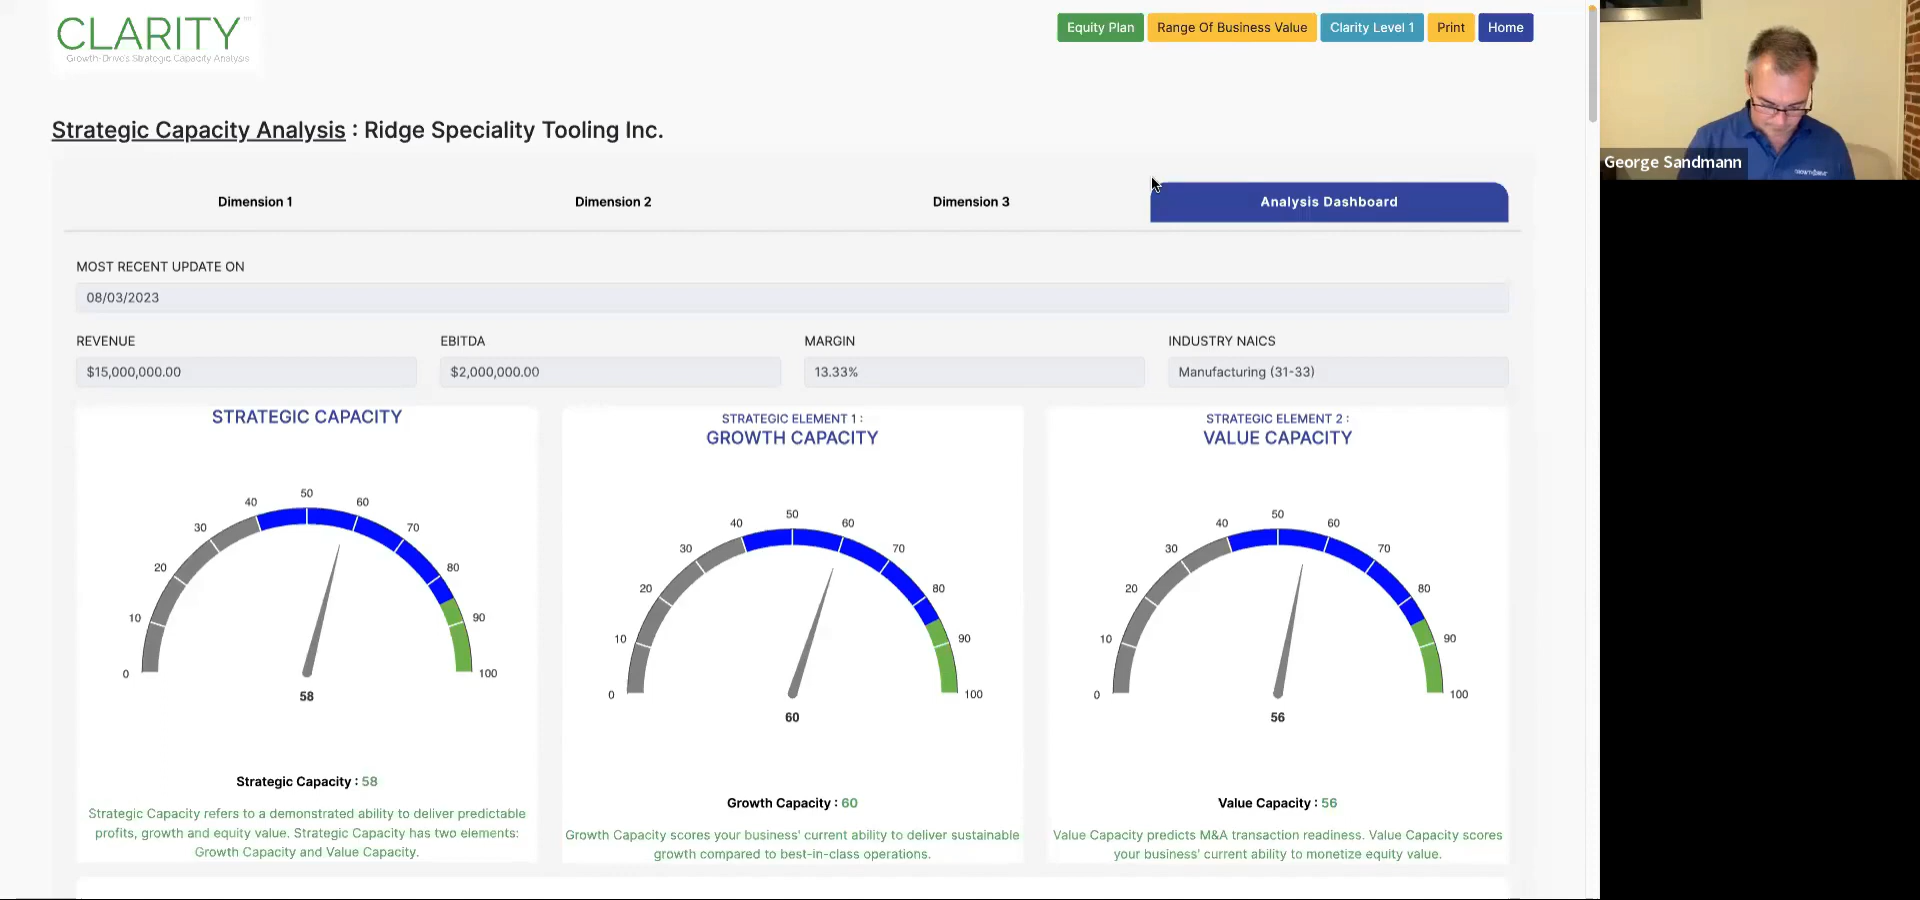 CLARITY
Growth-Drive's Strategic Capacity Analysis
Equity Plan
Range Of Business Value
Clarity Level 1
Print
Home
George Sandmann
Strategic Capacity Analysis : Ridge Speciality Tooling Inc.
Dimension 1
Dimension 2
Dimension 3
Analysis Dashboard
MOST RECENT UPDATE ON
08/03/2023
REVENUE
EBITDA
MARGIN
INDUSTRY NAICS
$15,000,000.00
$2,000,000.00
13.33%
Manufacturing (31-33)
STRATEGIC CAPACITY
0
10
20
30
40
50
60
70
80
90
100
58
Strategic Capacity : 58
Strategic Capacity refers to a demonstrated ability to deliver predictable
profits, growth and equity value. Strategic Capacity has two elements:
Growth Capacity and Value Capacity.
STRATEGIC ELEMENT 1 :
GROWTH CAPACITY
0
10
20
30
40
50
60
70
80
90
100
60
Growth Capacity : 60
Growth Capacity scores your business' current ability to deliver sustainable
growth compared to best-in-class operations.
STRATEGIC ELEMENT 2 :
VALUE CAPACITY
0
10
20
30
40
50
60
70
80
90
100
56
Value Capacity : 56
Value Capacity predicts M&A transaction readiness. Value Capacity scores
your business' current ability to monetize equity value.